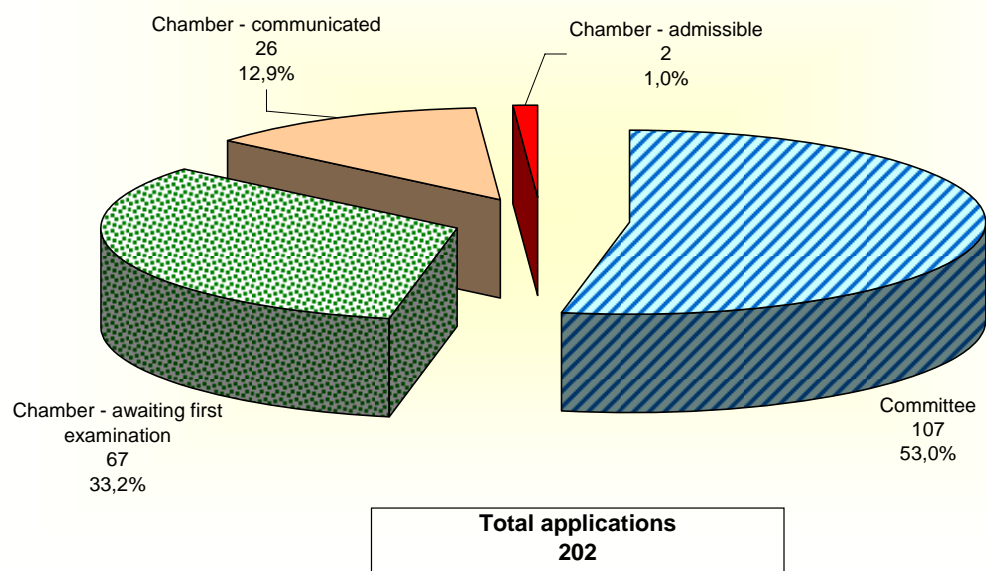 Chamber - communicated
26
12,9%
Chamber - admissible
2
1,0%
Chamber - awaiting first
examination
67
33,2%
Committee
107
53,0%
Total applications
202